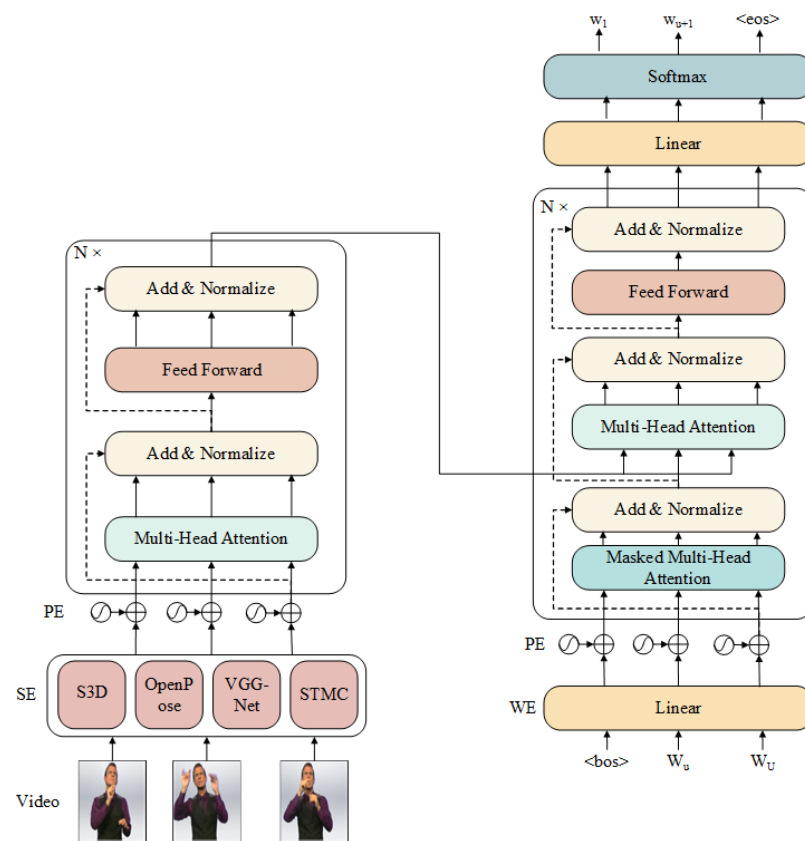 w1
wu+1
<eos>
Softmax
Linear
N ×
Add & Normalize
Feed Forward
Add & Normalize
Multi-Head Attention
Add & Normalize
Masked Multi-Head
Attention
PE
WE
Linear
<bos>
Wu
WU
N ×
Add & Normalize
Feed Forward
Add & Normalize
Multi-Head Attention
PE
SE
S3D
OpenP
ose
VGG-
Net
STMC
Video